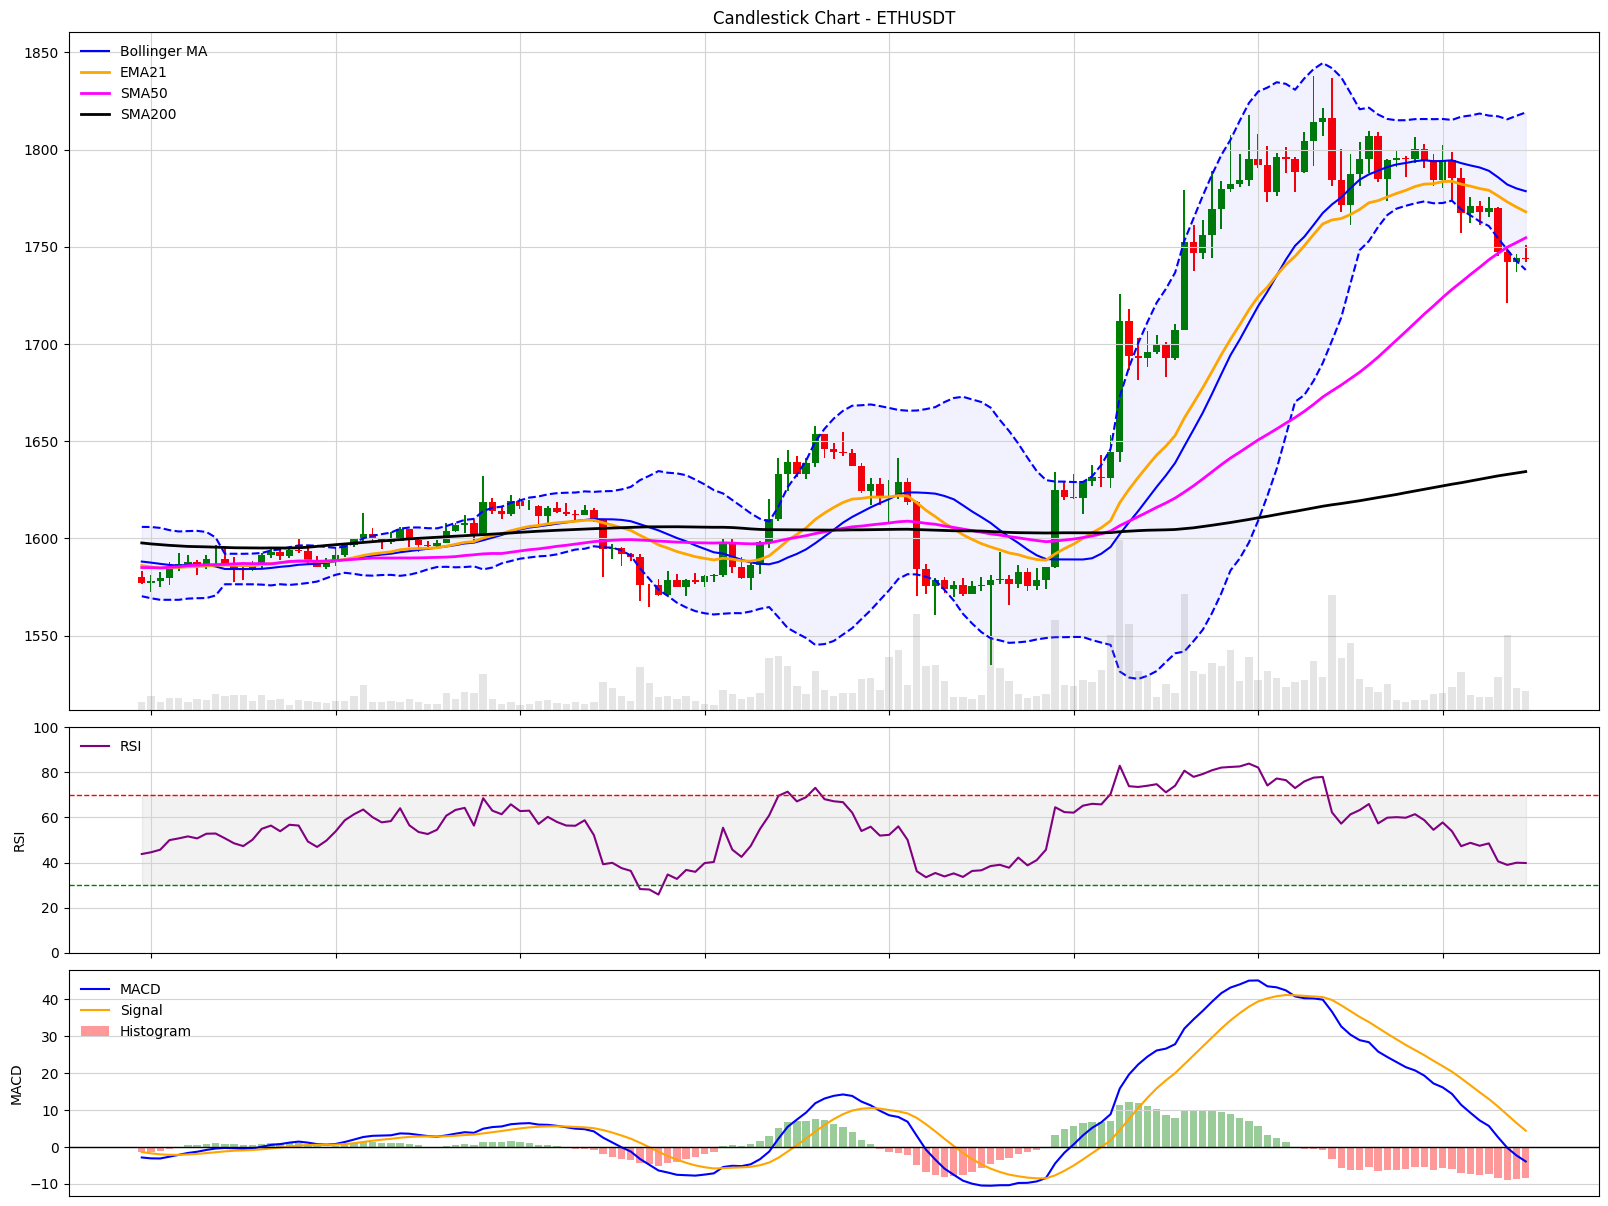 Candlestick Chart - ETHUSDT
Bollinger MA
EMA21
SMA50
SMA200
1850
1800
1750
1700
1650
1600
1550
RSI
RSI
100
80
60
40
20
0
MACD
Signal
Histogram
MACD
40
30
20
10
0
−10